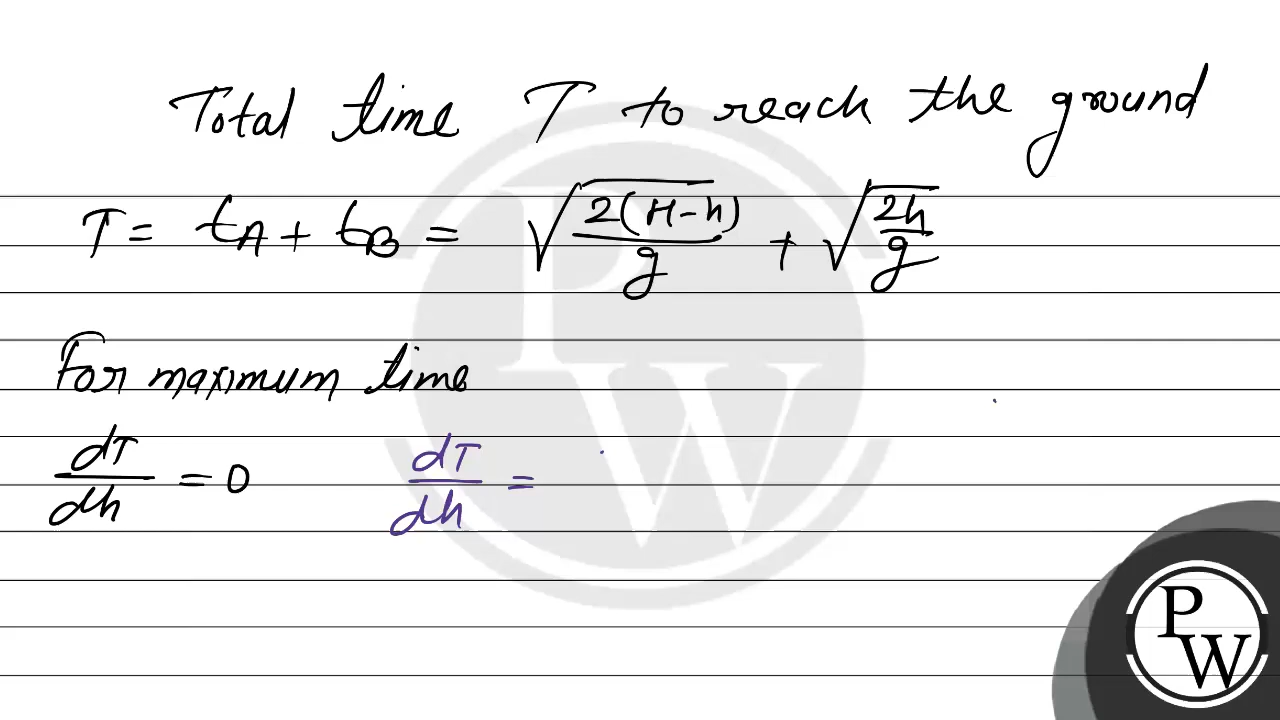 Total time T to reach the ground
T = tA + tB = √(2(H-h)/g) + √(2h/g)
For maximum time
dT/dh = 0 dT/dh =
PW
PW